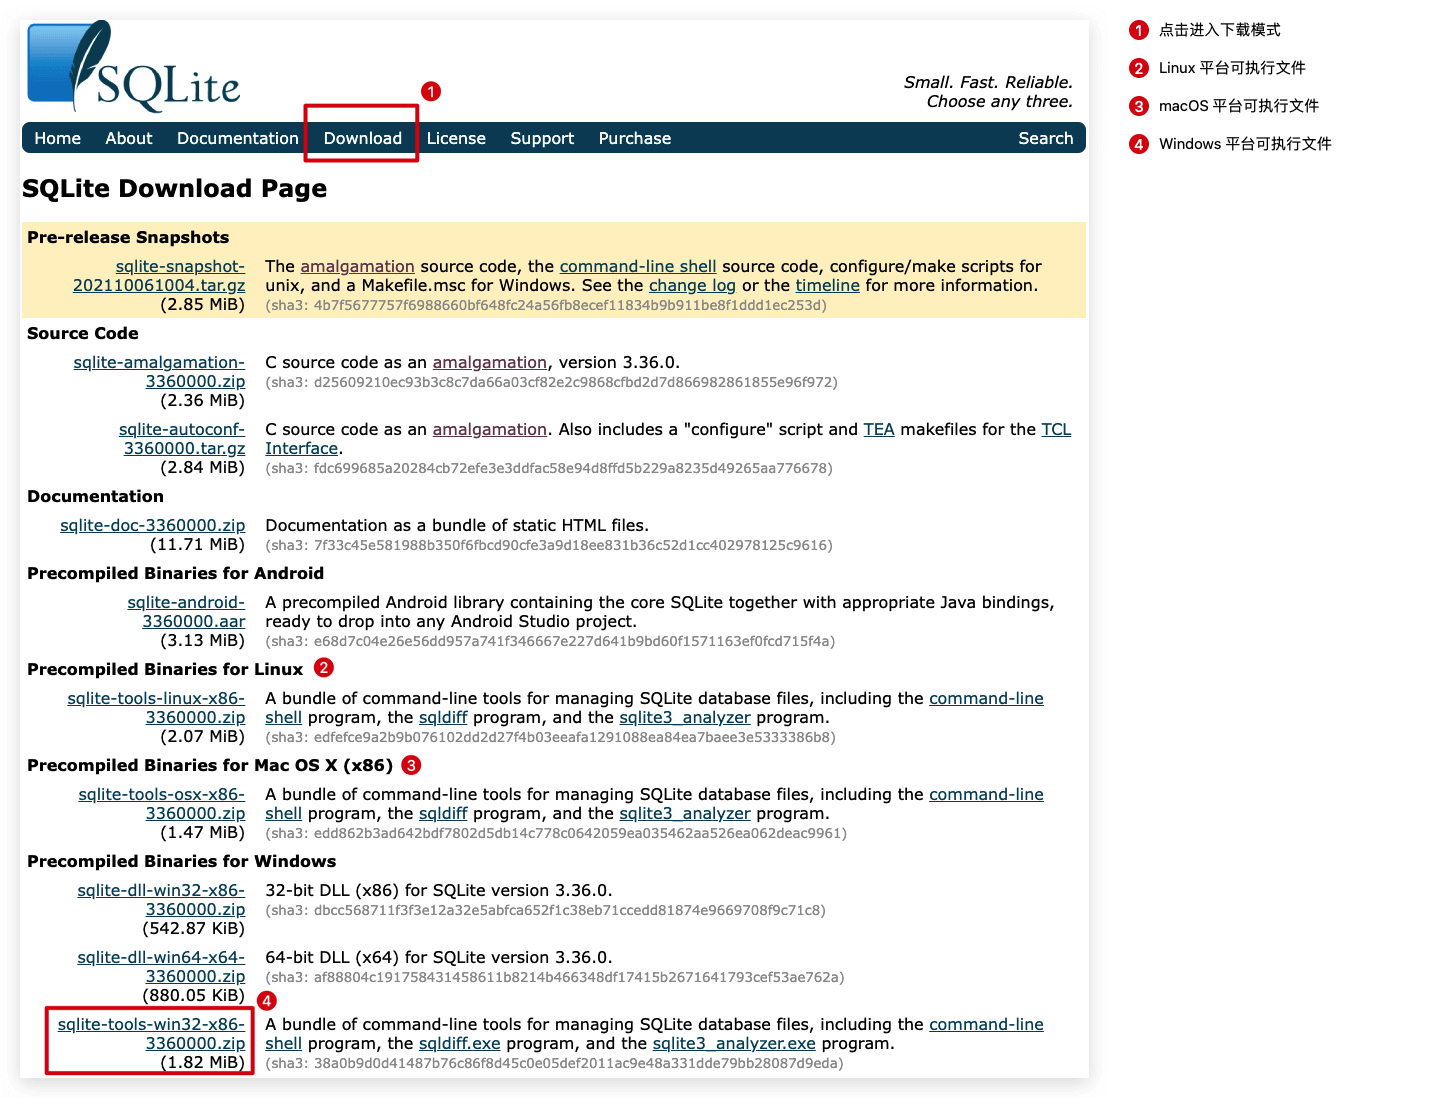 SQLite
Small. Fast. Reliable.
Choose any three.
1
Home About Documentation Download License Support Purchase Search
SQLite Download Page
Pre-release Snapshots
sqlite-snapshot-
202110061004.tar.gz
(2.85 MiB)
The amalgamation source code, the command-line shell source code, configure/make scripts for
unix, and a Makefile.msc for Windows. See the change log or the timeline for more information.
(sha3: 4b7f5677757f6988660bf648fc24a56fb8ecef11834b9b911be8f1ddd1ec253d)
Source Code
sqlite-amalgamation-
3360000.zip
(2.36 MiB)
C source code as an amalgamation, version 3.36.0.
(sha3: d25609210ec93b3c8c7da66a03cf82e2c9868cfbd2d7d866982861855e96f972)
sqlite-autoconf-
3360000.tar.gz
(2.84 MiB)
C source code as an amalgamation. Also includes a "configure" script and TEA makefiles for the TCL
Interface.
(sha3: fdc699685a20284cb72efe3e3ddfac58e94d8ffd5b229a8235d49265aa776678)
Documentation
sqlite-doc-3360000.zip
(11.71 MiB)
Documentation as a bundle of static HTML files.
(sha3: 7f33c45e581988b350f6fbcd90cfe3a9d18ee831b36c52d1cc402978125c9616)
Precompiled Binaries for Android
sqlite-android-
3360000.aar
(3.13 MiB)
A precompiled Android library containing the core SQLite together with appropriate Java bindings,
ready to drop into any Android Studio project.
(sha3: e68d7c04e26e56dd957a741f346667e227d641b9bd60f1571163ef0fcd715f4a)
Precompiled Binaries for Linux 2
sqlite-tools-linux-x86-
3360000.zip
(2.07 MiB)
A bundle of command-line tools for managing SQLite database files, including the command-line
shell program, the sqldiff program, and the sqlite3_analyzer program.
(sha3: edfefce9a2b9b076102dd2d27f4b03eeafa1291088ea84ea7baee3e5333386b8)
Precompiled Binaries for Mac OS X (x86) 3
sqlite-tools-osx-x86-
3360000.zip
(1.47 MiB)
A bundle of command-line tools for managing SQLite database files, including the command-line
shell program, the sqldiff program, and the sqlite3_analyzer program.
(sha3: edd862b3ad642bdf7802d5db14c778c0642059ea035462aa526ea062deac9961)
Precompiled Binaries for Windows
sqlite-dll-win32-x86-
3360000.zip
(542.87 KiB)
32-bit DLL (x86) for SQLite version 3.36.0.
(sha3: dbcc568711f3f3e12a32e5abfca652f1c38eb71ccedd81874e9669708f9c71c8)
sqlite-dll-win64-x64-
3360000.zip
(880.05 KiB)
64-bit DLL (x64) for SQLite version 3.36.0.
(sha3: af88804c191758431458611b8214b466348df17415b2671641793cef53ae762a)
4
sqlite-tools-win32-x86-
3360000.zip
(1.82 MiB)
A bundle of command-line tools for managing SQLite database files, including the command-line
shell program, the sqldiff.exe program, and the sqlite3_analyzer.exe program.
(sha3: 38a0b9d0d41487b76c86f8d45c0e05def2011ac9e48a331dde79bb28087d9eda)
1 点击进入下载模式
2 Linux 平台可执行文件
3 macOS 平台可执行文件
4 Windows 平台可执行文件